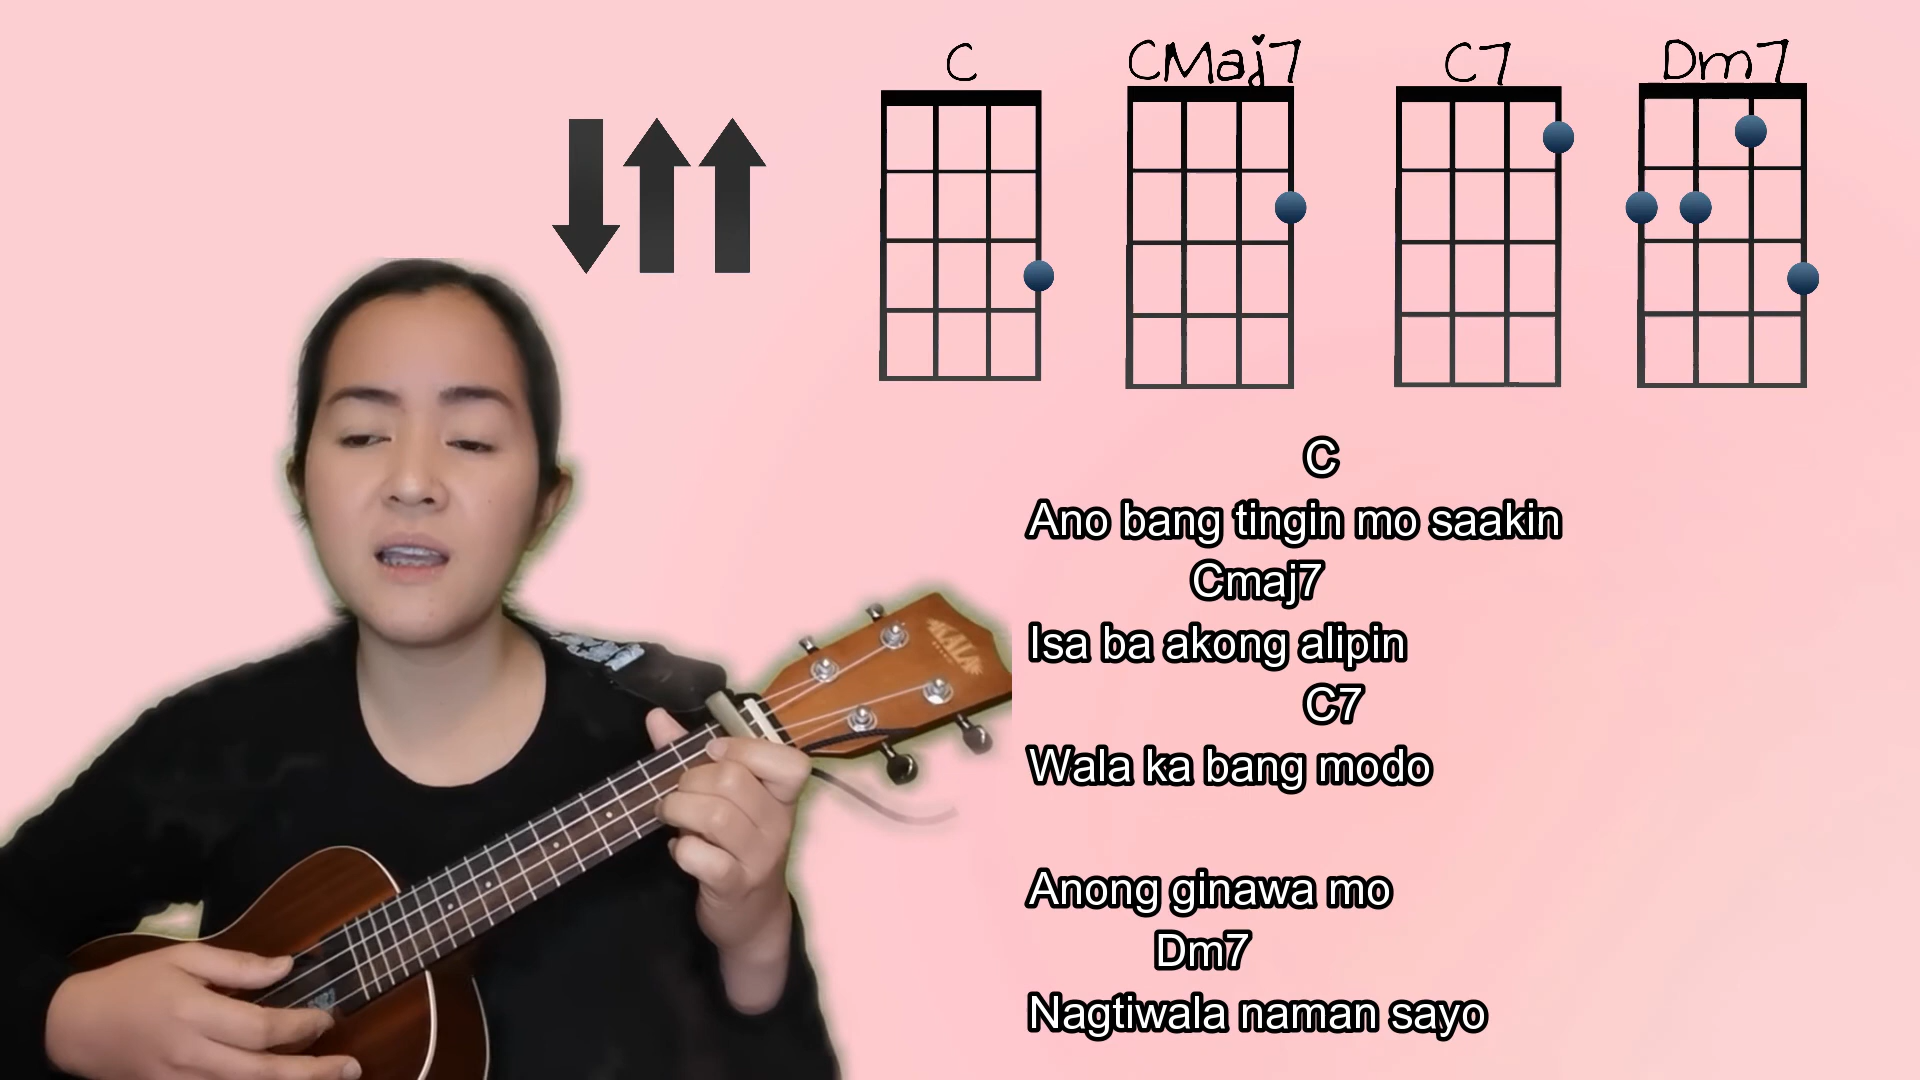 C CMaj7 C7 Dm7
KALA
C
Ano bang tingin mo saakin
Cmaj7
Isa ba akong alipin
C7
Wala ka bang modo
Anong ginawa mo
Dm7
Nagtiwala naman sayo